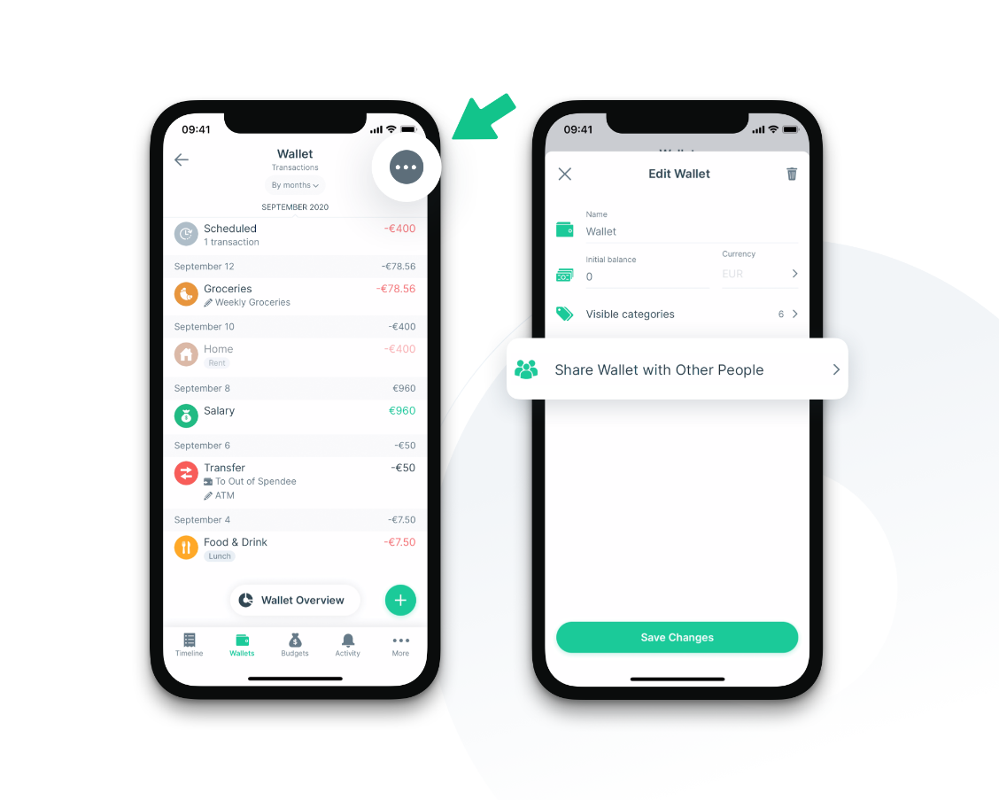 09:41
Wallet
Transactions
By months
SEPTEMBER 2020
Scheduled -€400
1 transaction
September 12 -€78.56
Groceries -€78.56
Weekly Groceries
September 10 -€400
Home -€400
Rent
September 8 €960
Salary €960
September 6 -€50
Transfer -€50
To Out of Spendee
ATM
September 4 -€7.50
Food & Drink -€7.50
Lunch
Wallet Overview
Timeline Wallets Budgets Activity More
09:41
Wallet
Edit Wallet
Name
Wallet
Initial balance Currency
0 EUR
Visible categories 6
Share Wallet with Other People
Save Changes